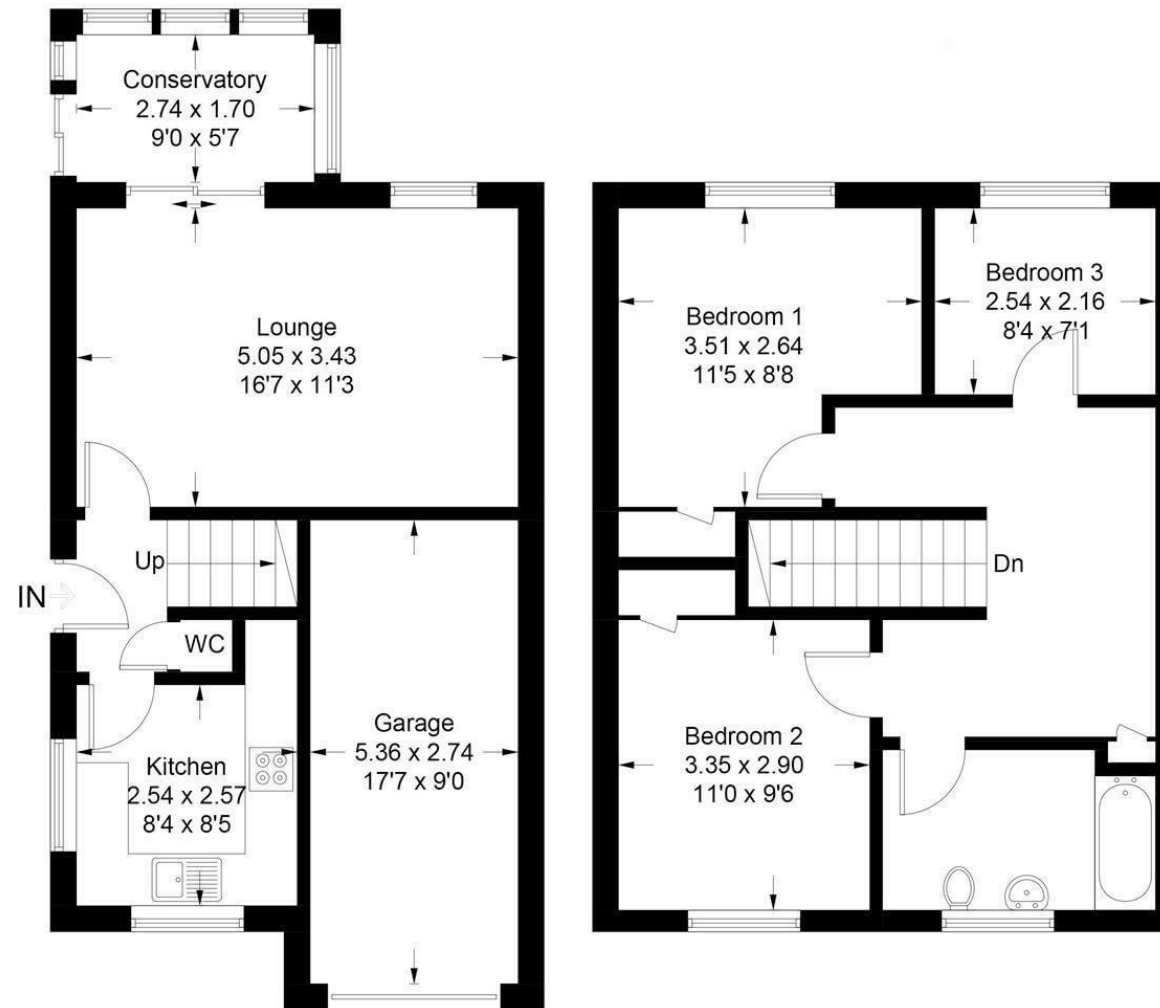 Conservatory
2.74 x 1.70
9'0 x 5'7
Lounge
5.05 x 3.43
16'7 x 11'3
Up
IN
WC
Kitchen
2.54 x 2.57
8'4 x 8'5
Garage
5.36 x 2.74
17'7 x 9'0
Bedroom 1
3.51 x 2.64
11'5 x 8'8
Bedroom 3
2.54 x 2.16
8'4 x 7'1
Dn
Bedroom 2
3.35 x 2.90
11'0 x 9'6